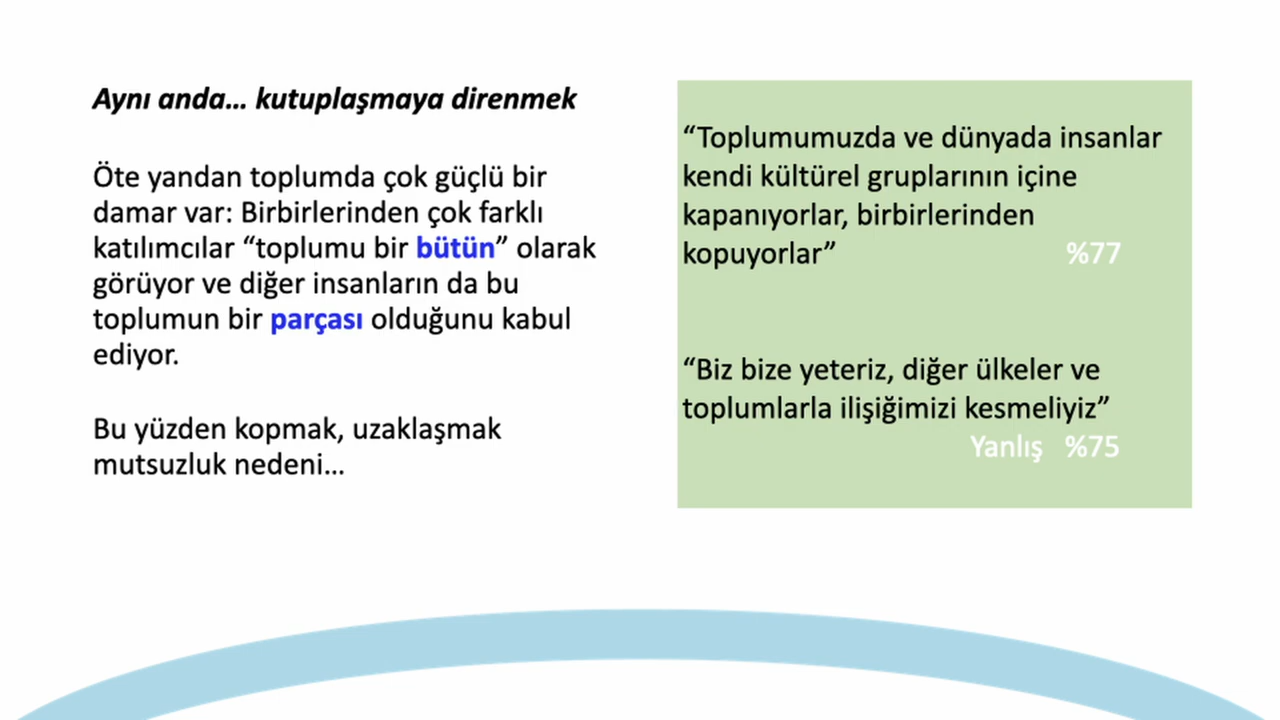 Aynı anda… kutuplaşmaya direnmek
Öte yandan toplumda çok güçlü bir
damar var: Birbirlerinden çok farklı
katılımcılar “toplumu bir bütün” olarak
görüyor ve diğer insanların da bu
toplumun bir parçası olduğunu kabul
ediyor.
Bu yüzden kopmak, uzaklaşmak
mutsuzluk nedeni…
“Toplumumuzda ve dünyada insanlar
kendi kültürel gruplarının içine
kapanıyorlar, birbirlerinden
kopuyorlar” %77
“Biz bize yeteriz, diğer ülkeler ve
toplumlarla ilişiğimizi kesmeliyiz”
Yanlış %75